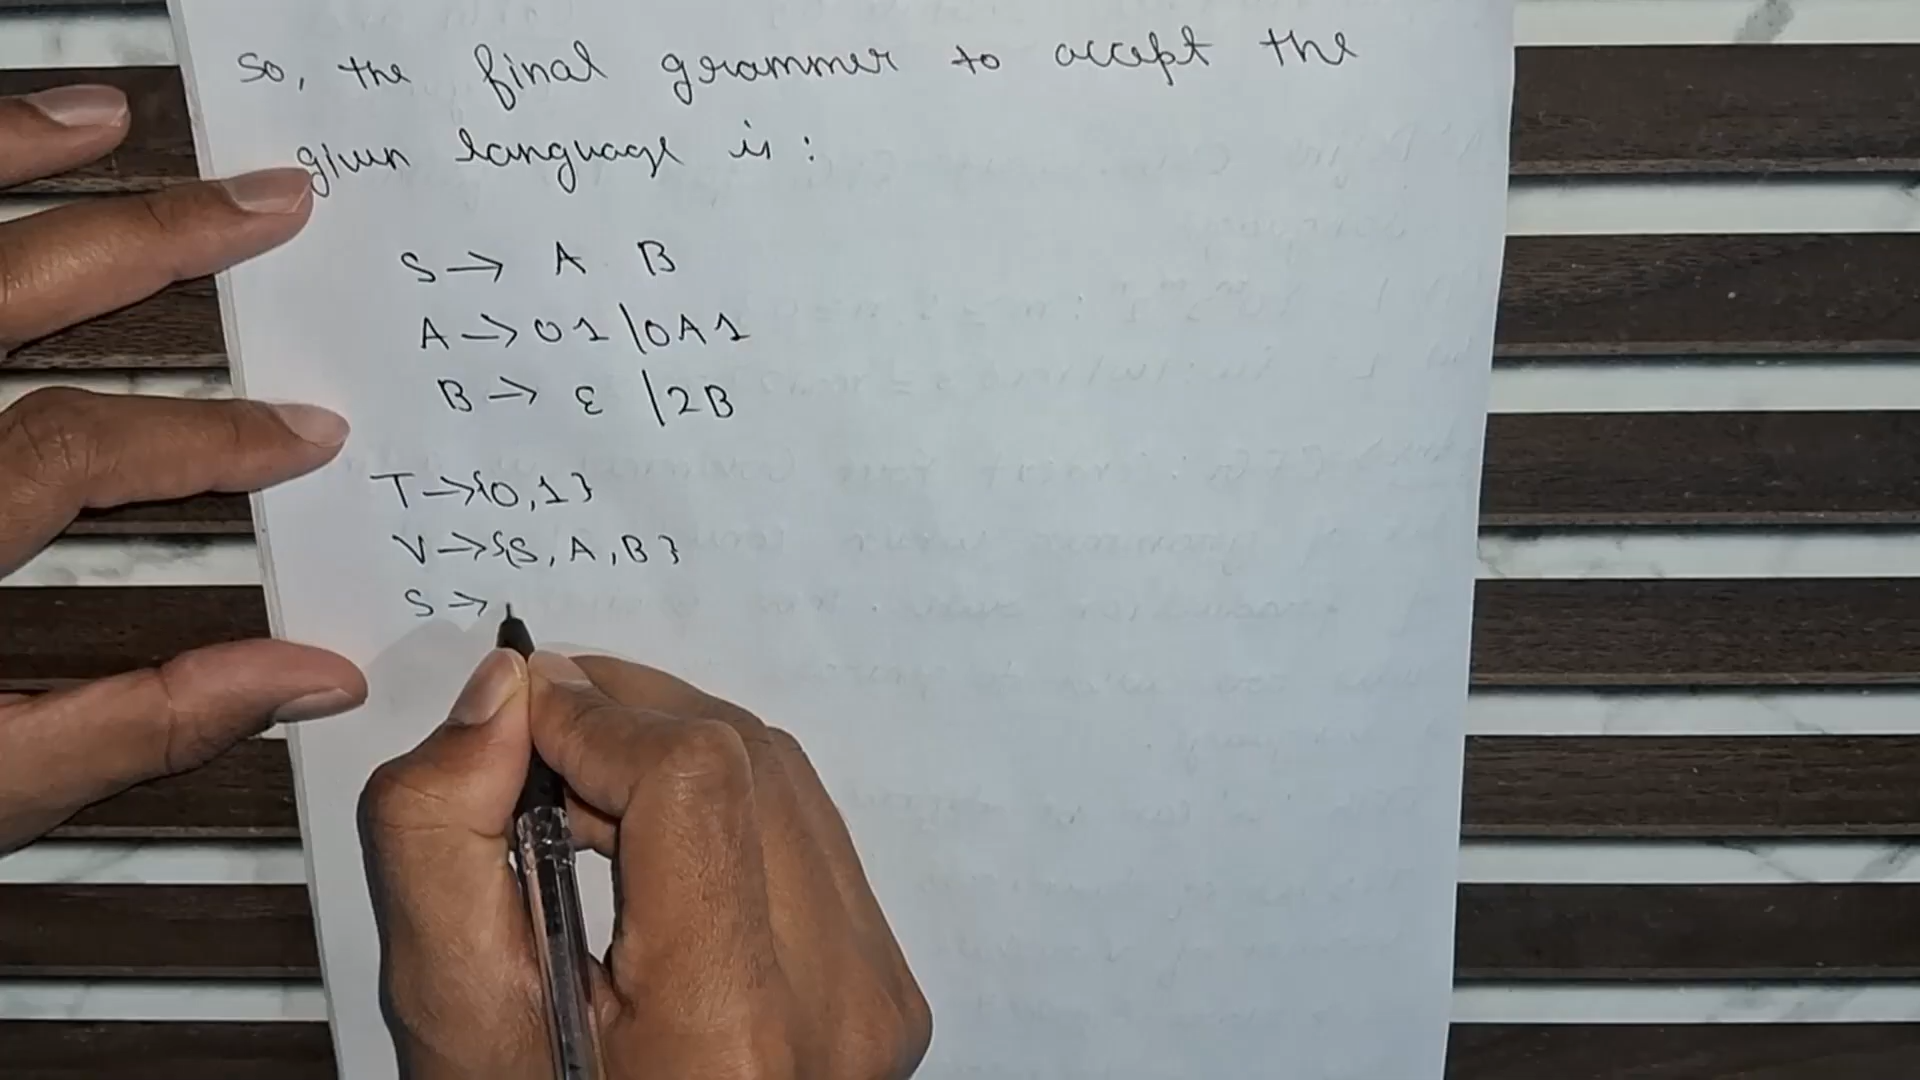 So, the final grammer to accept the
given language is:
S → A B
A → 01 | 0A1
B → ε | 2B
T → {0,1}
V → {S, A, B}
S →